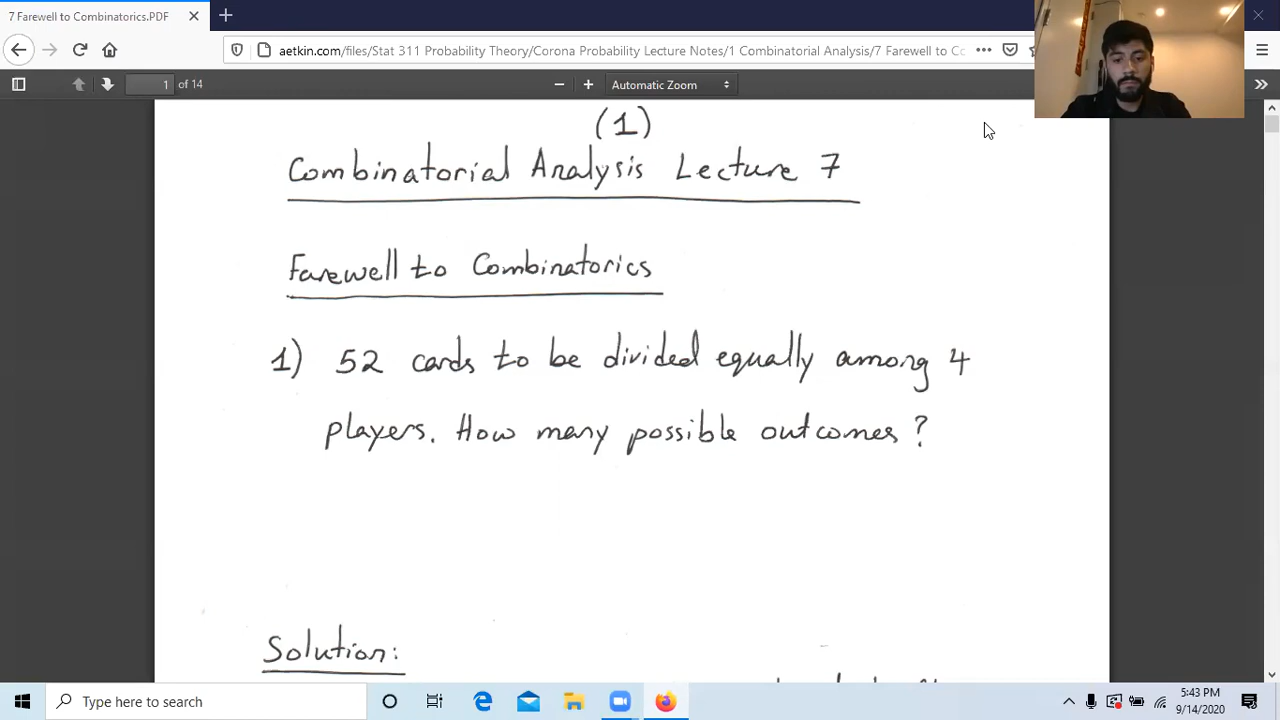 7 Farewell to Combinatorics.PDF
aetkin.com/files/Stat 311 Probability Theory/Corona Probability Lecture Notes/1 Combinatorial Analysis/7 Farewell to Co
1 of 14
Automatic Zoom
(1)
Combinatorial Analysis Lecture 7
Farewell to Combinatorics
1) 52 cards to be divided equally among 4
players. How many possible outcomes?
Solution:
Type here to search
5:43 PM
9/14/2020